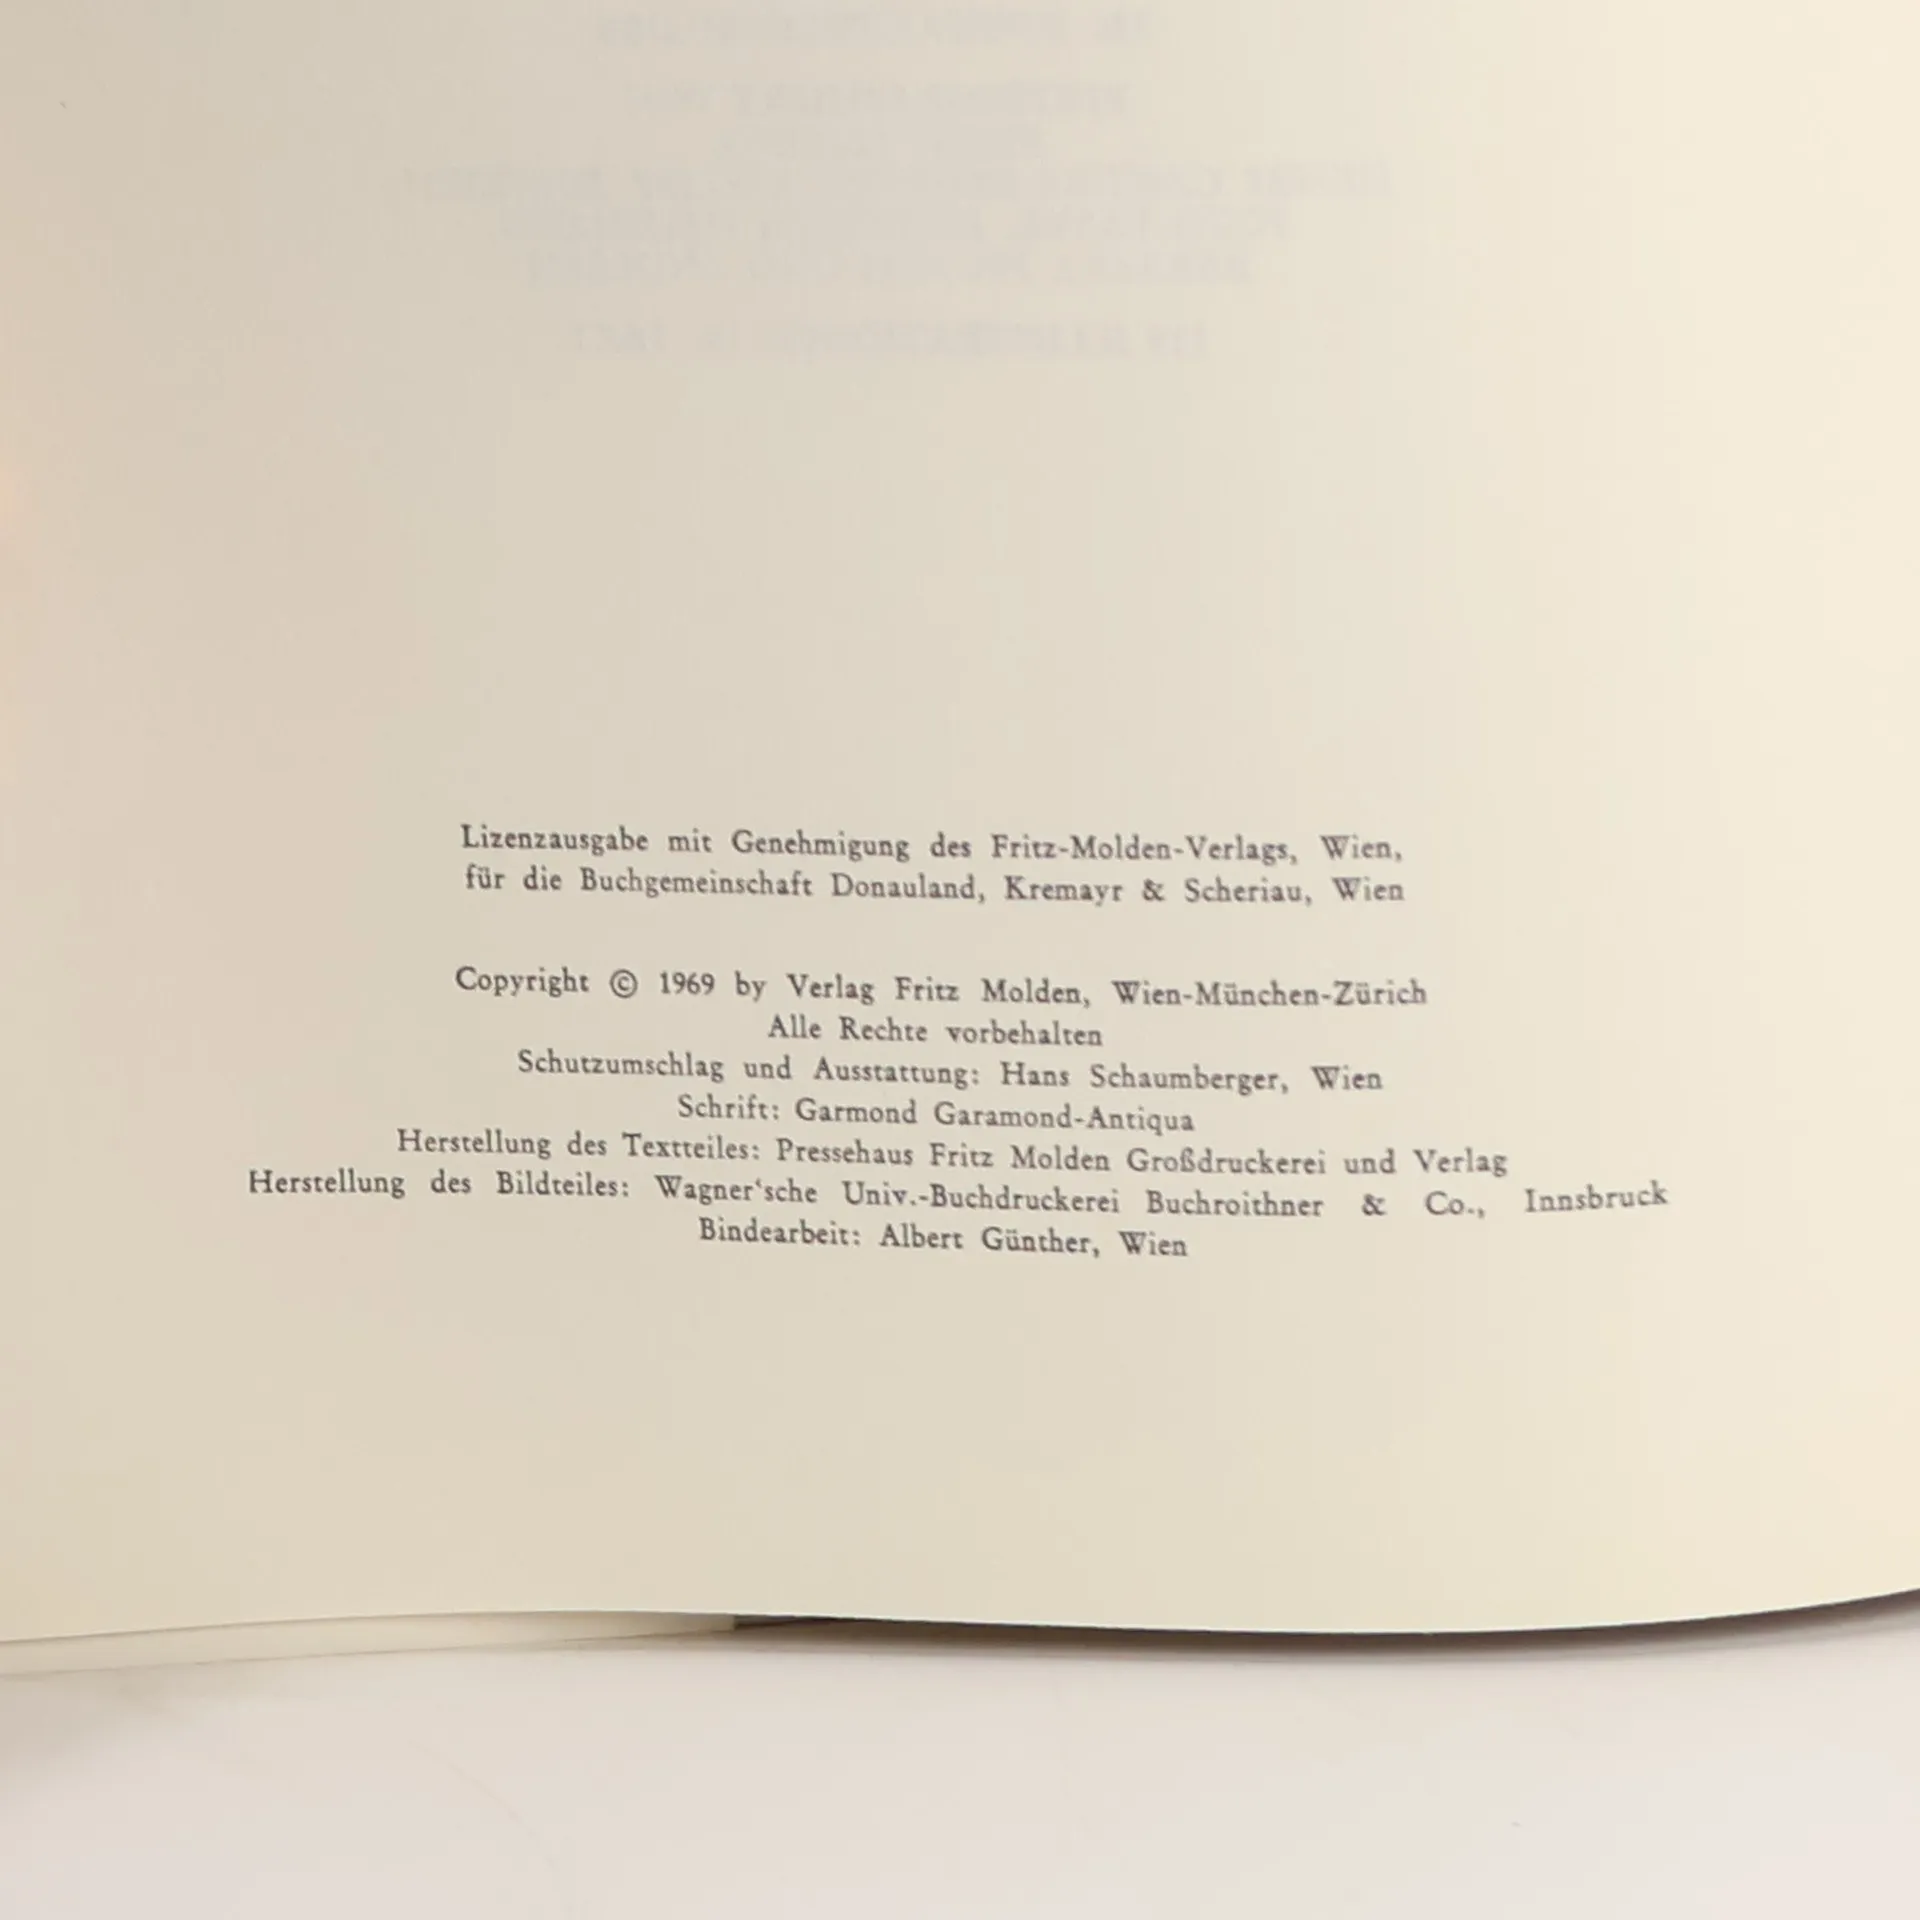 Lizenzausgabe mit Genehmigung des Fritz-Molden-Verlags, Wien,
für die Buchgemeinschaft Donauland, Kremayr & Scheriau, Wien
Copyright © 1969 by Verlag Fritz Molden, Wien-München-Zürich
Alle Rechte vorbehalten
Schutzumschlag und Ausstattung: Hans Schaumberger, Wien
Schrift: Garmond Garamond-Antiqua
Herstellung des Textteiles: Pressehaus Fritz Molden Großdruckerei und Verlag
Herstellung des Bildteiles: Wagner‘sche Univ.-Buchdruckerei Buchroithner & Co., Innsbruck
Bindearbeit: Albert Günther, Wien